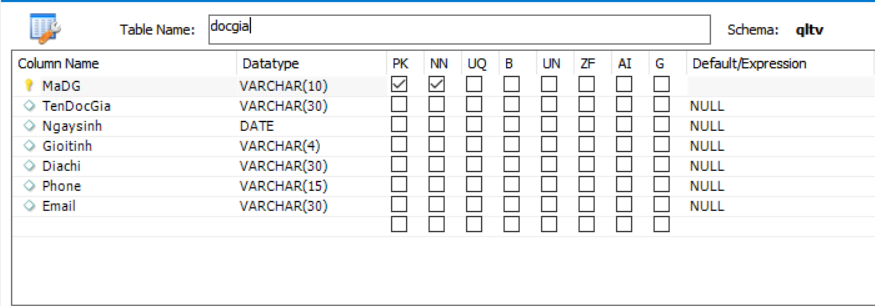 Table Name: docgia Schema: qltv
Column Name Datatype PK NN UQ B UN ZF AI G Default/Expression
MaDG VARCHAR(10)
TenDocGia VARCHAR(30) NULL
Ngaysinh DATE NULL
Gioitinh VARCHAR(4) NULL
Diachi VARCHAR(30) NULL
Phone VARCHAR(15) NULL
Email VARCHAR(30) NULL